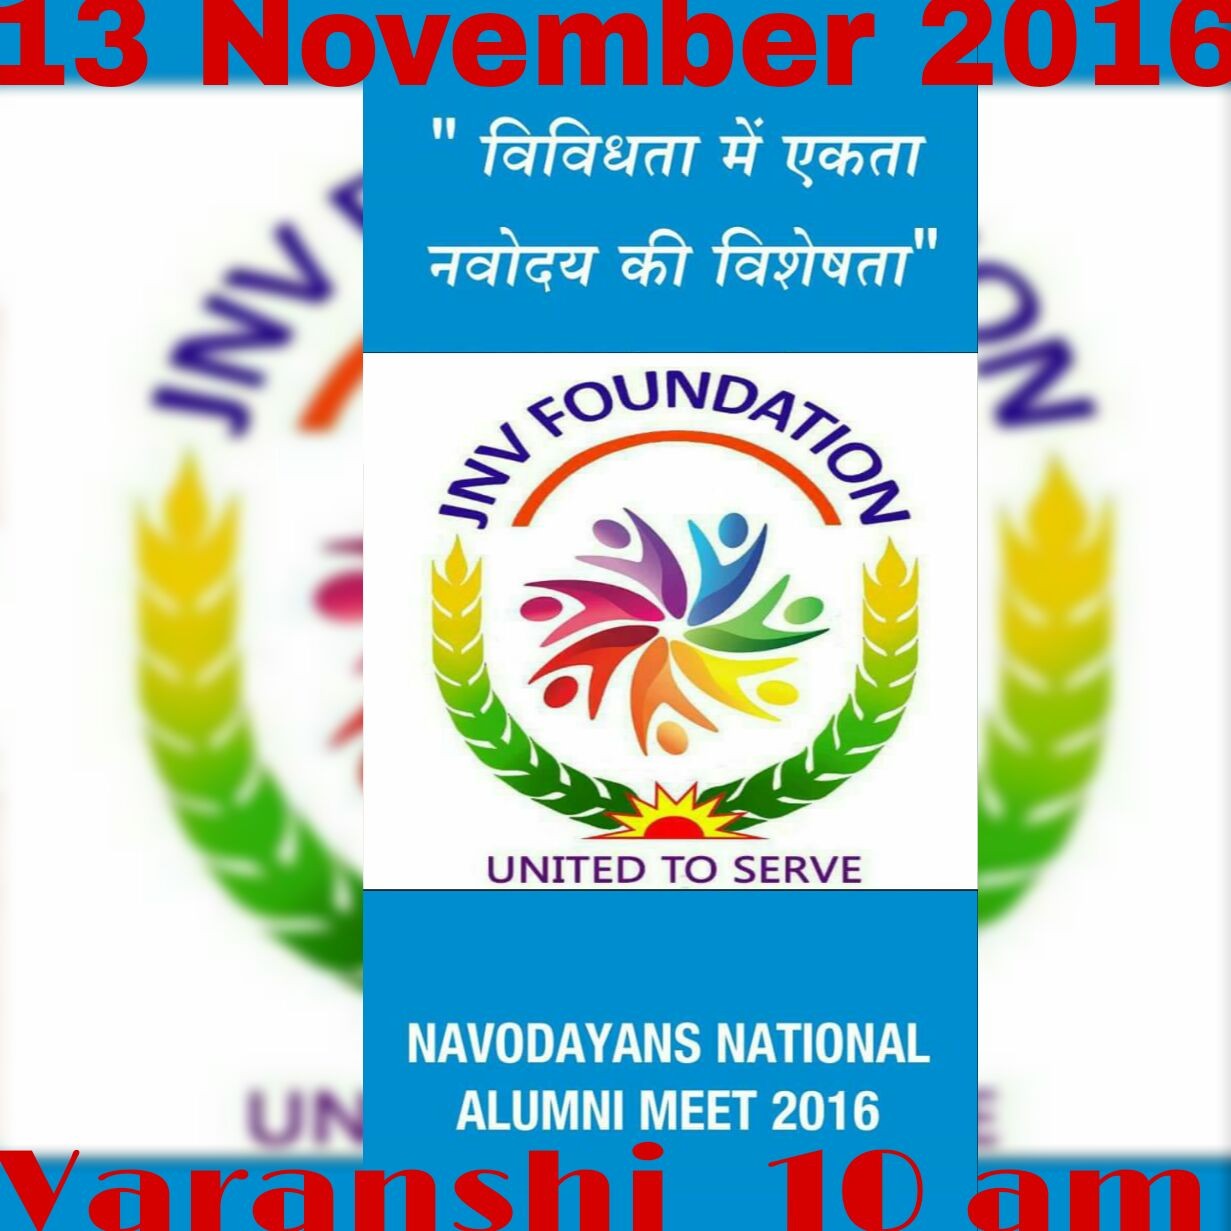 13 November 2016
" विविधता में एकता
नवोदय की विशेषता"
JNV FOUNDATION
UNITED TO SERVE
NAVODAYANS NATIONAL
ALUMNI MEET 2016
Varanshi 10 am